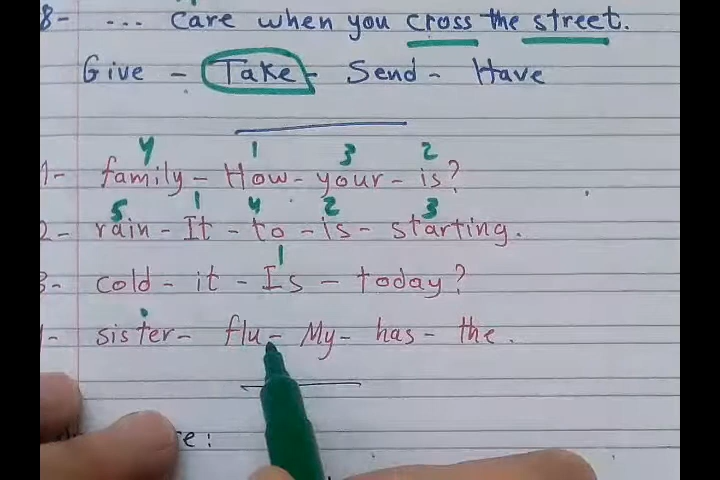 8- ... Care when you cross the street.
Give - Take - Send - Have
4 1 3 2
1- family - How - your - is?
5 1 4 2 3
2- rain - It - to - is - starting.
1
3- cold - it - Is - today?
sister - flu - My - has - the.
re: